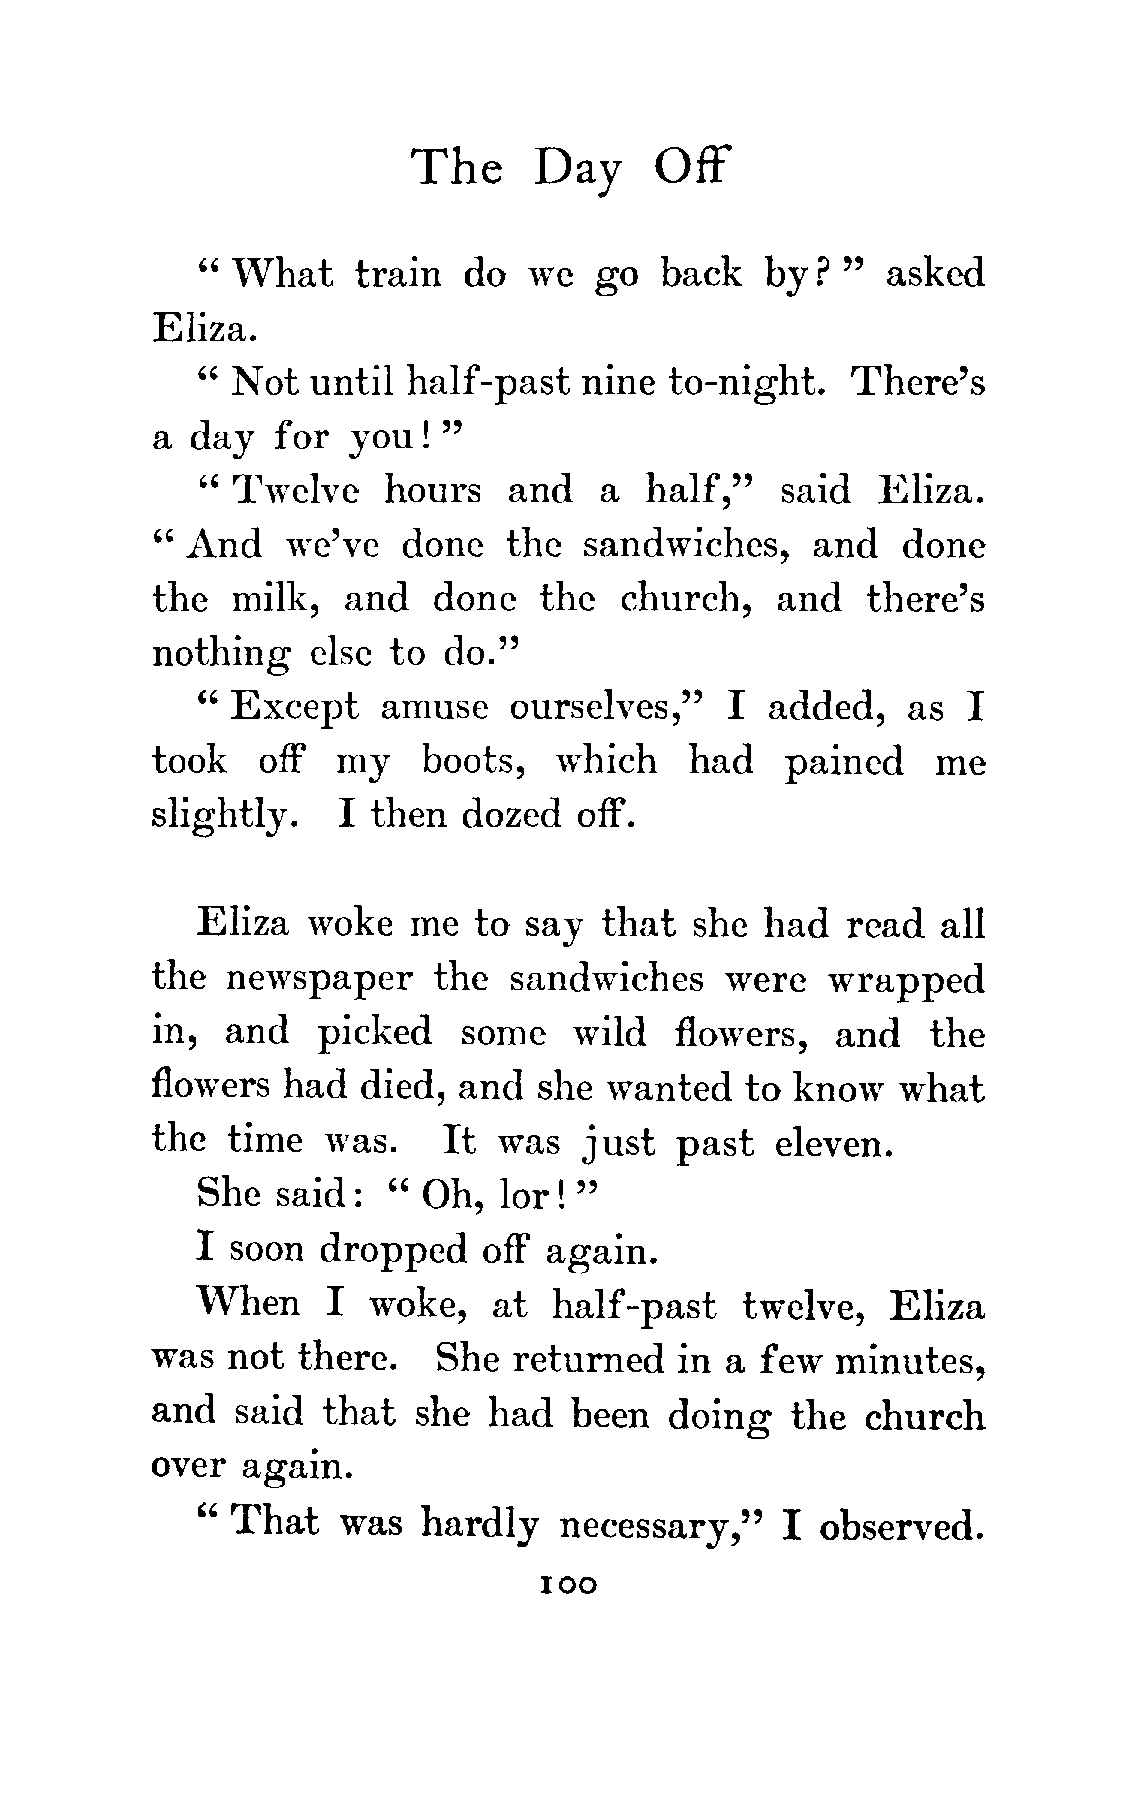 The Day Off
“ What train do we go back by? ” asked
Eliza.
“ Not until half-past nine to-night. There’s
a day for you! ”
“ Twelve hours and a half,” said Eliza.
“ And we’ve done the sandwiches, and done
the milk, and done the church, and there’s
nothing else to do.”
“ Except amuse ourselves,” I added, as I
took off my boots, which had pained me
slightly. I then dozed off.
Eliza woke me to say that she had read all
the newspaper the sandwiches were wrapped
in, and picked some wild flowers, and the
flowers had died, and she wanted to know what
the time was. It was just past eleven.
She said: “ Oh, lor! ”
I soon dropped off again.
When I woke, at half-past twelve, Eliza
was not there. She returned in a few minutes,
and said that she had been doing the church
over again.
“ That was hardly necessary,” I observed.
100